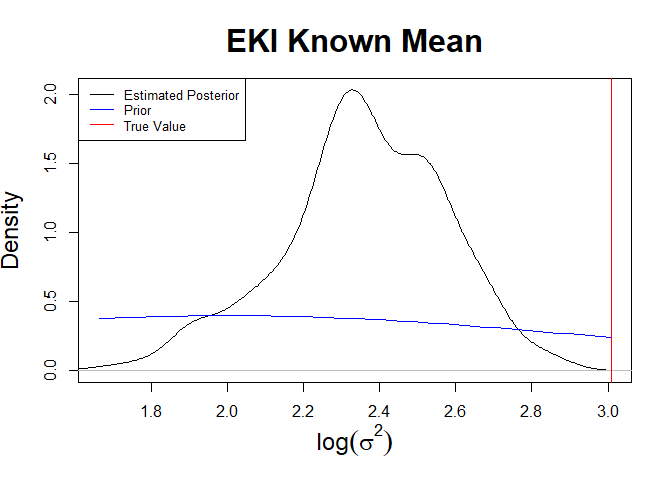 EKI Known Mean
Estimated Posterior
Prior
True Value
Density
0.0
0.5
1.0
1.5
2.0
1.8 2.0 2.2 2.4 2.6 2.8 3.0
log(σ²)